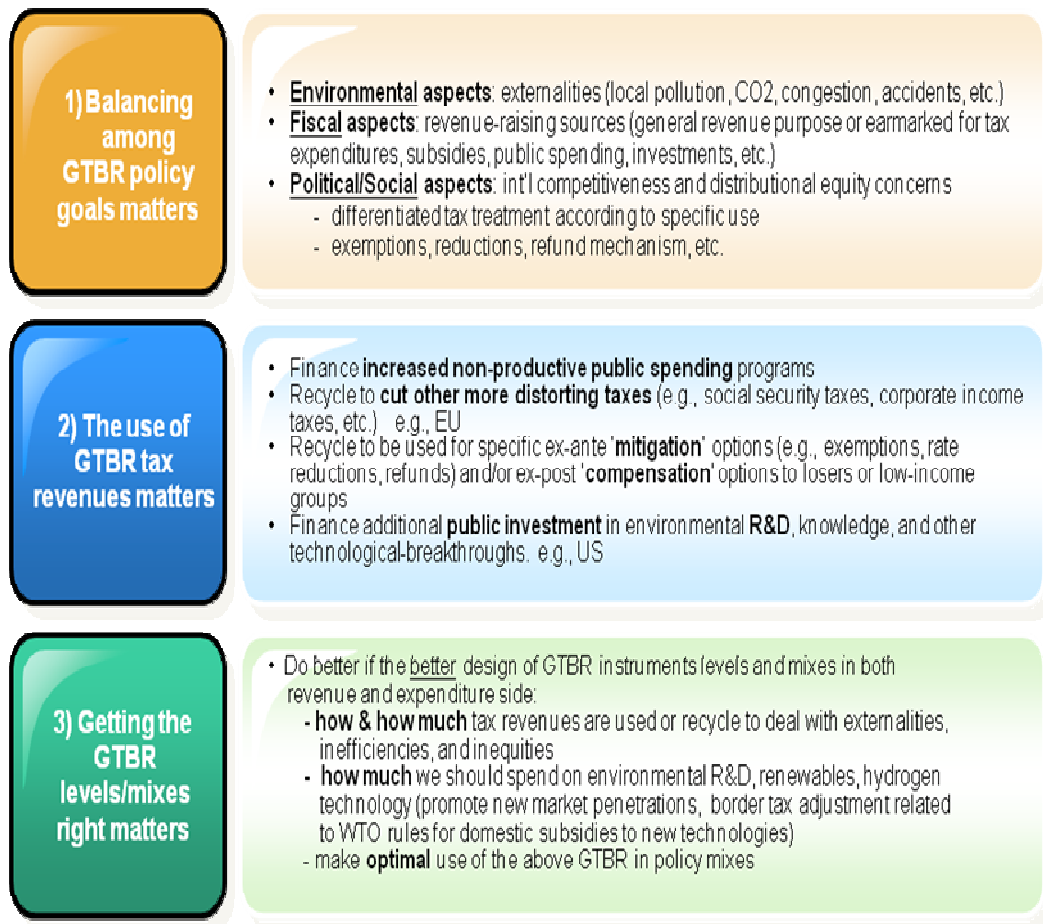 1) Balancing
among
GTBR policy
goals matters
• Environmental aspects: externalities (local pollution, CO2, congestion, accidents, etc.)
• Fiscal aspects: revenue-raising sources (general revenue purpose or earmarked for tax
expenditures, subsidies, public spending, investments, etc.)
• Political/Social aspects: int'l competitiveness and distributional equity concerns
- differentiated tax treatment according to specific use
- exemptions, reductions, refund mechanism, etc.
2) The use of
GTBR tax
revenues matters
• Finance increased non-productive public spending programs
• Recycle to cut other more distorting taxes (e.g., social security taxes, corporate income
taxes, etc.) e.g., EU
• Recycle to be used for specific ex-ante 'mitigation' options (e.g., exemptions, rate
reductions, refunds) and/or ex-post 'compensation' options to losers or low-income
groups
• Finance additional public investment in environmental R&D, knowledge, and other
technological-breakthroughs. e.g., US
3) Getting the
GTBR
levels/mixes
right matters
• Do better if the better design of GTBR instruments levels and mixes in both
revenue and expenditure side:
- how & how much tax revenues are used or recycle to deal with externalities,
inefficiencies, and inequities
- how much we should spend on environmental R&D, renewables, hydrogen
technology (promote new market penetrations, border tax adjustment related
to WTO rules for domestic subsidies to new technologies)
- make optimal use of the above GTBR in policy mixes